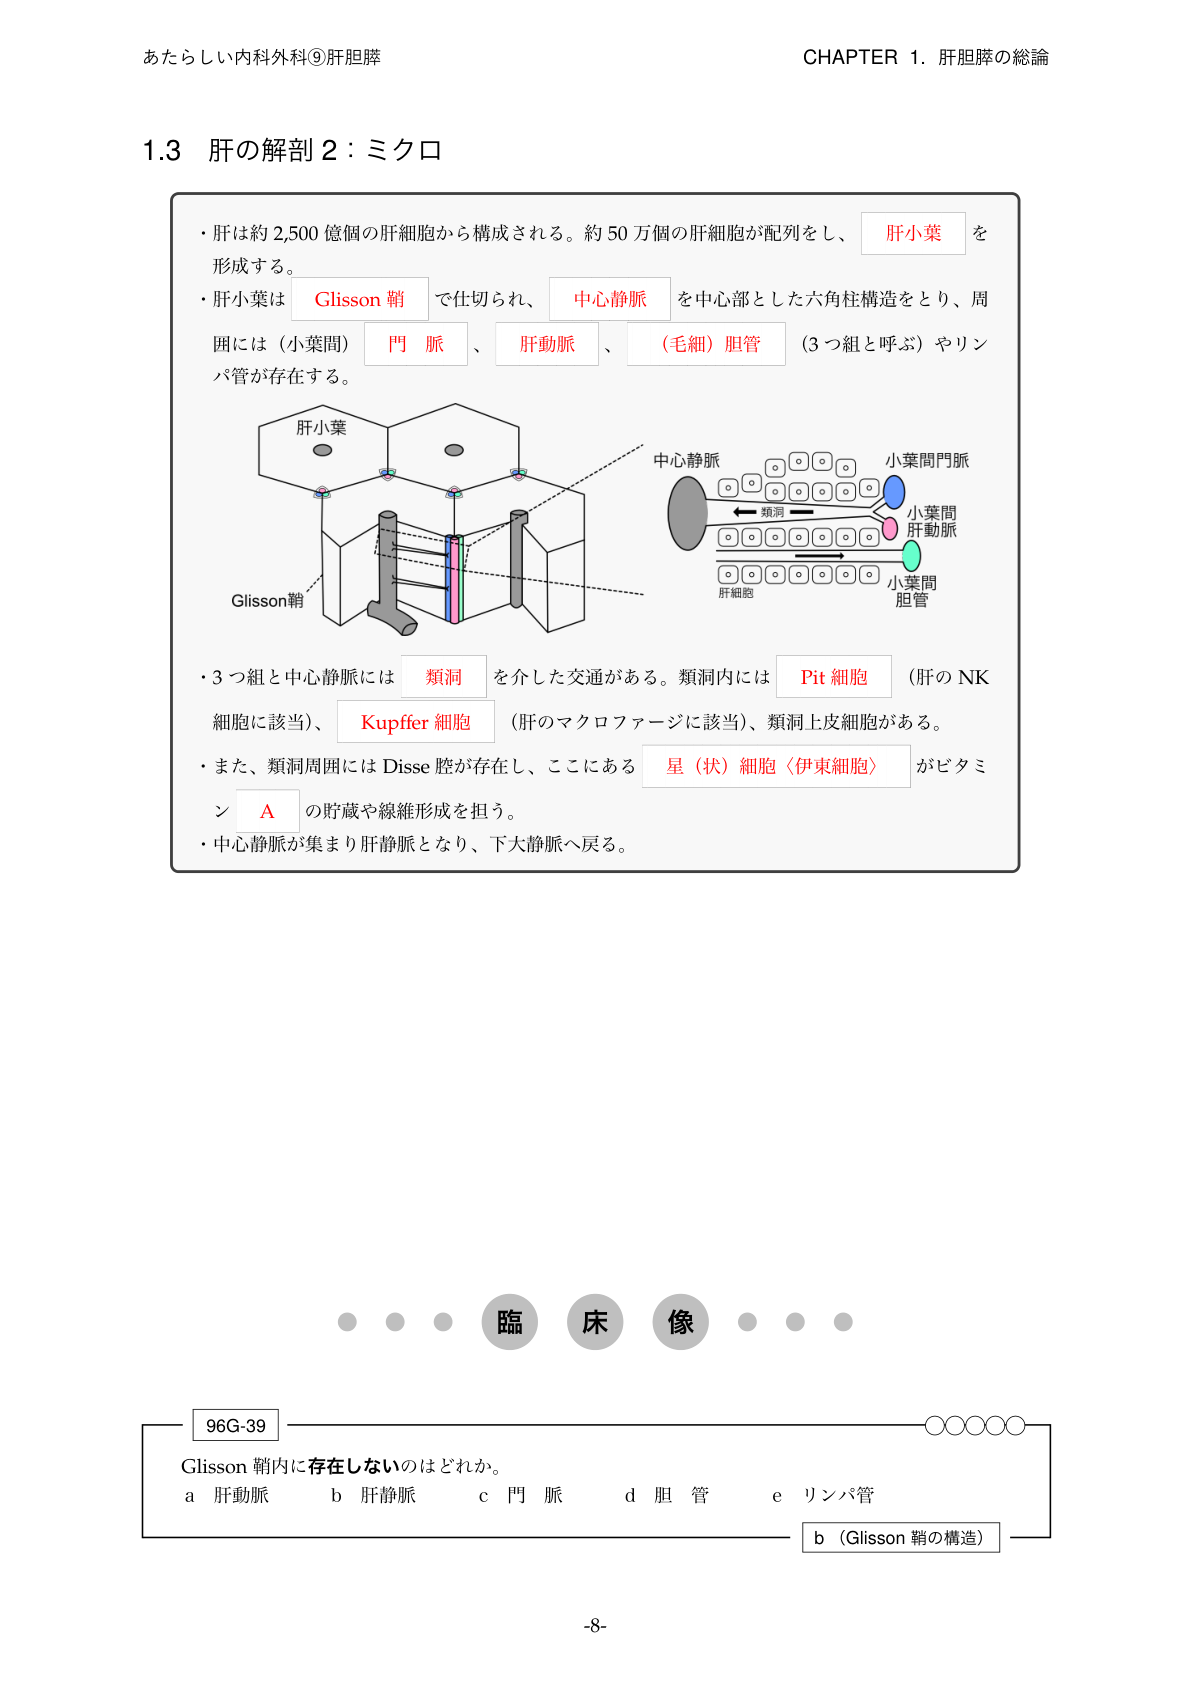 あたらしい内科外科⑨肝胆膵
CHAPTER 1. 肝胆膵の総論
1.3 肝の解剖 2：ミクロ
・肝は約 2,500 億個の肝細胞から構成される。約 50 万個の肝細胞が配列をし、 肝小葉 を
形成する。
・肝小葉は Glisson 鞘 で仕切られ、 中心静脈 を中心部とした六角柱構造をとり、周
囲には（小葉間） 門 脈 、 肝動脈 、 （毛細）胆管 （3 つ組と呼ぶ）やリン
パ管が存在する。
肝小葉
Glisson鞘
中心静脈
小葉間門脈
類洞
小葉間
肝動脈
小葉間
胆管
肝細胞
・3 つ組と中心静脈には 類洞 を介した交通がある。類洞内には Pit 細胞 （肝の NK
細胞に該当）、 Kupffer 細胞 （肝のマクロファージに該当）、類洞上皮細胞がある。
・また、類洞周囲には Disse 腔が存在し、ここにある 星（状）細胞〈伊東細胞〉 がビタミ
ン A の貯蔵や線維形成を担う。
・中心静脈が集まり肝静脈となり、下大静脈へ戻る。
臨 床 像
96G-39
Glisson 鞘内に存在しないのはどれか。
a 肝動脈 b 肝静脈 c 門 脈 d 胆 管 e リンパ管
b （Glisson 鞘の構造）
-8-